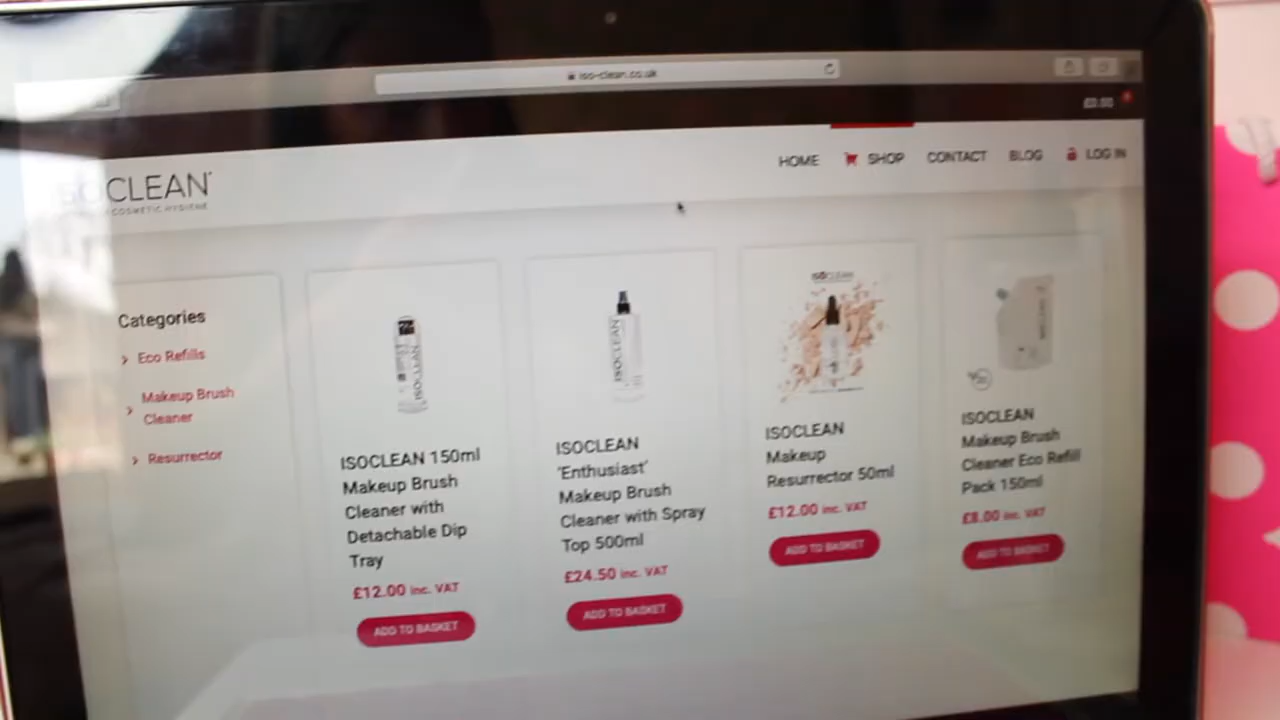 iso-clean.co.uk
£0.00
CLEAN
COSMETIC HYGIENE
HOME
SHOP
CONTACT
BLOG
LOG IN
Categories
Eco Refills
Makeup Brush
Cleaner
Resurrector
ISOCLEAN
ISOCLEAN 150ml
Makeup Brush
Cleaner with
Detachable Dip
Tray
£12.00 inc. VAT
ADD TO BASKET
ISOCLEAN
ISOCLEAN
'Enthusiast'
Makeup Brush
Cleaner with Spray
Top 500ml
£24.50 inc. VAT
ADD TO BASKET
ISOCLEAN
ISOCLEAN
Makeup
Resurrector 50ml
£12.00 inc. VAT
ADD TO BASKET
ISOCLEAN
Makeup Brush
Cleaner Eco Refill
Pack 150ml
£8.00 inc. VAT
ADD TO BASKET